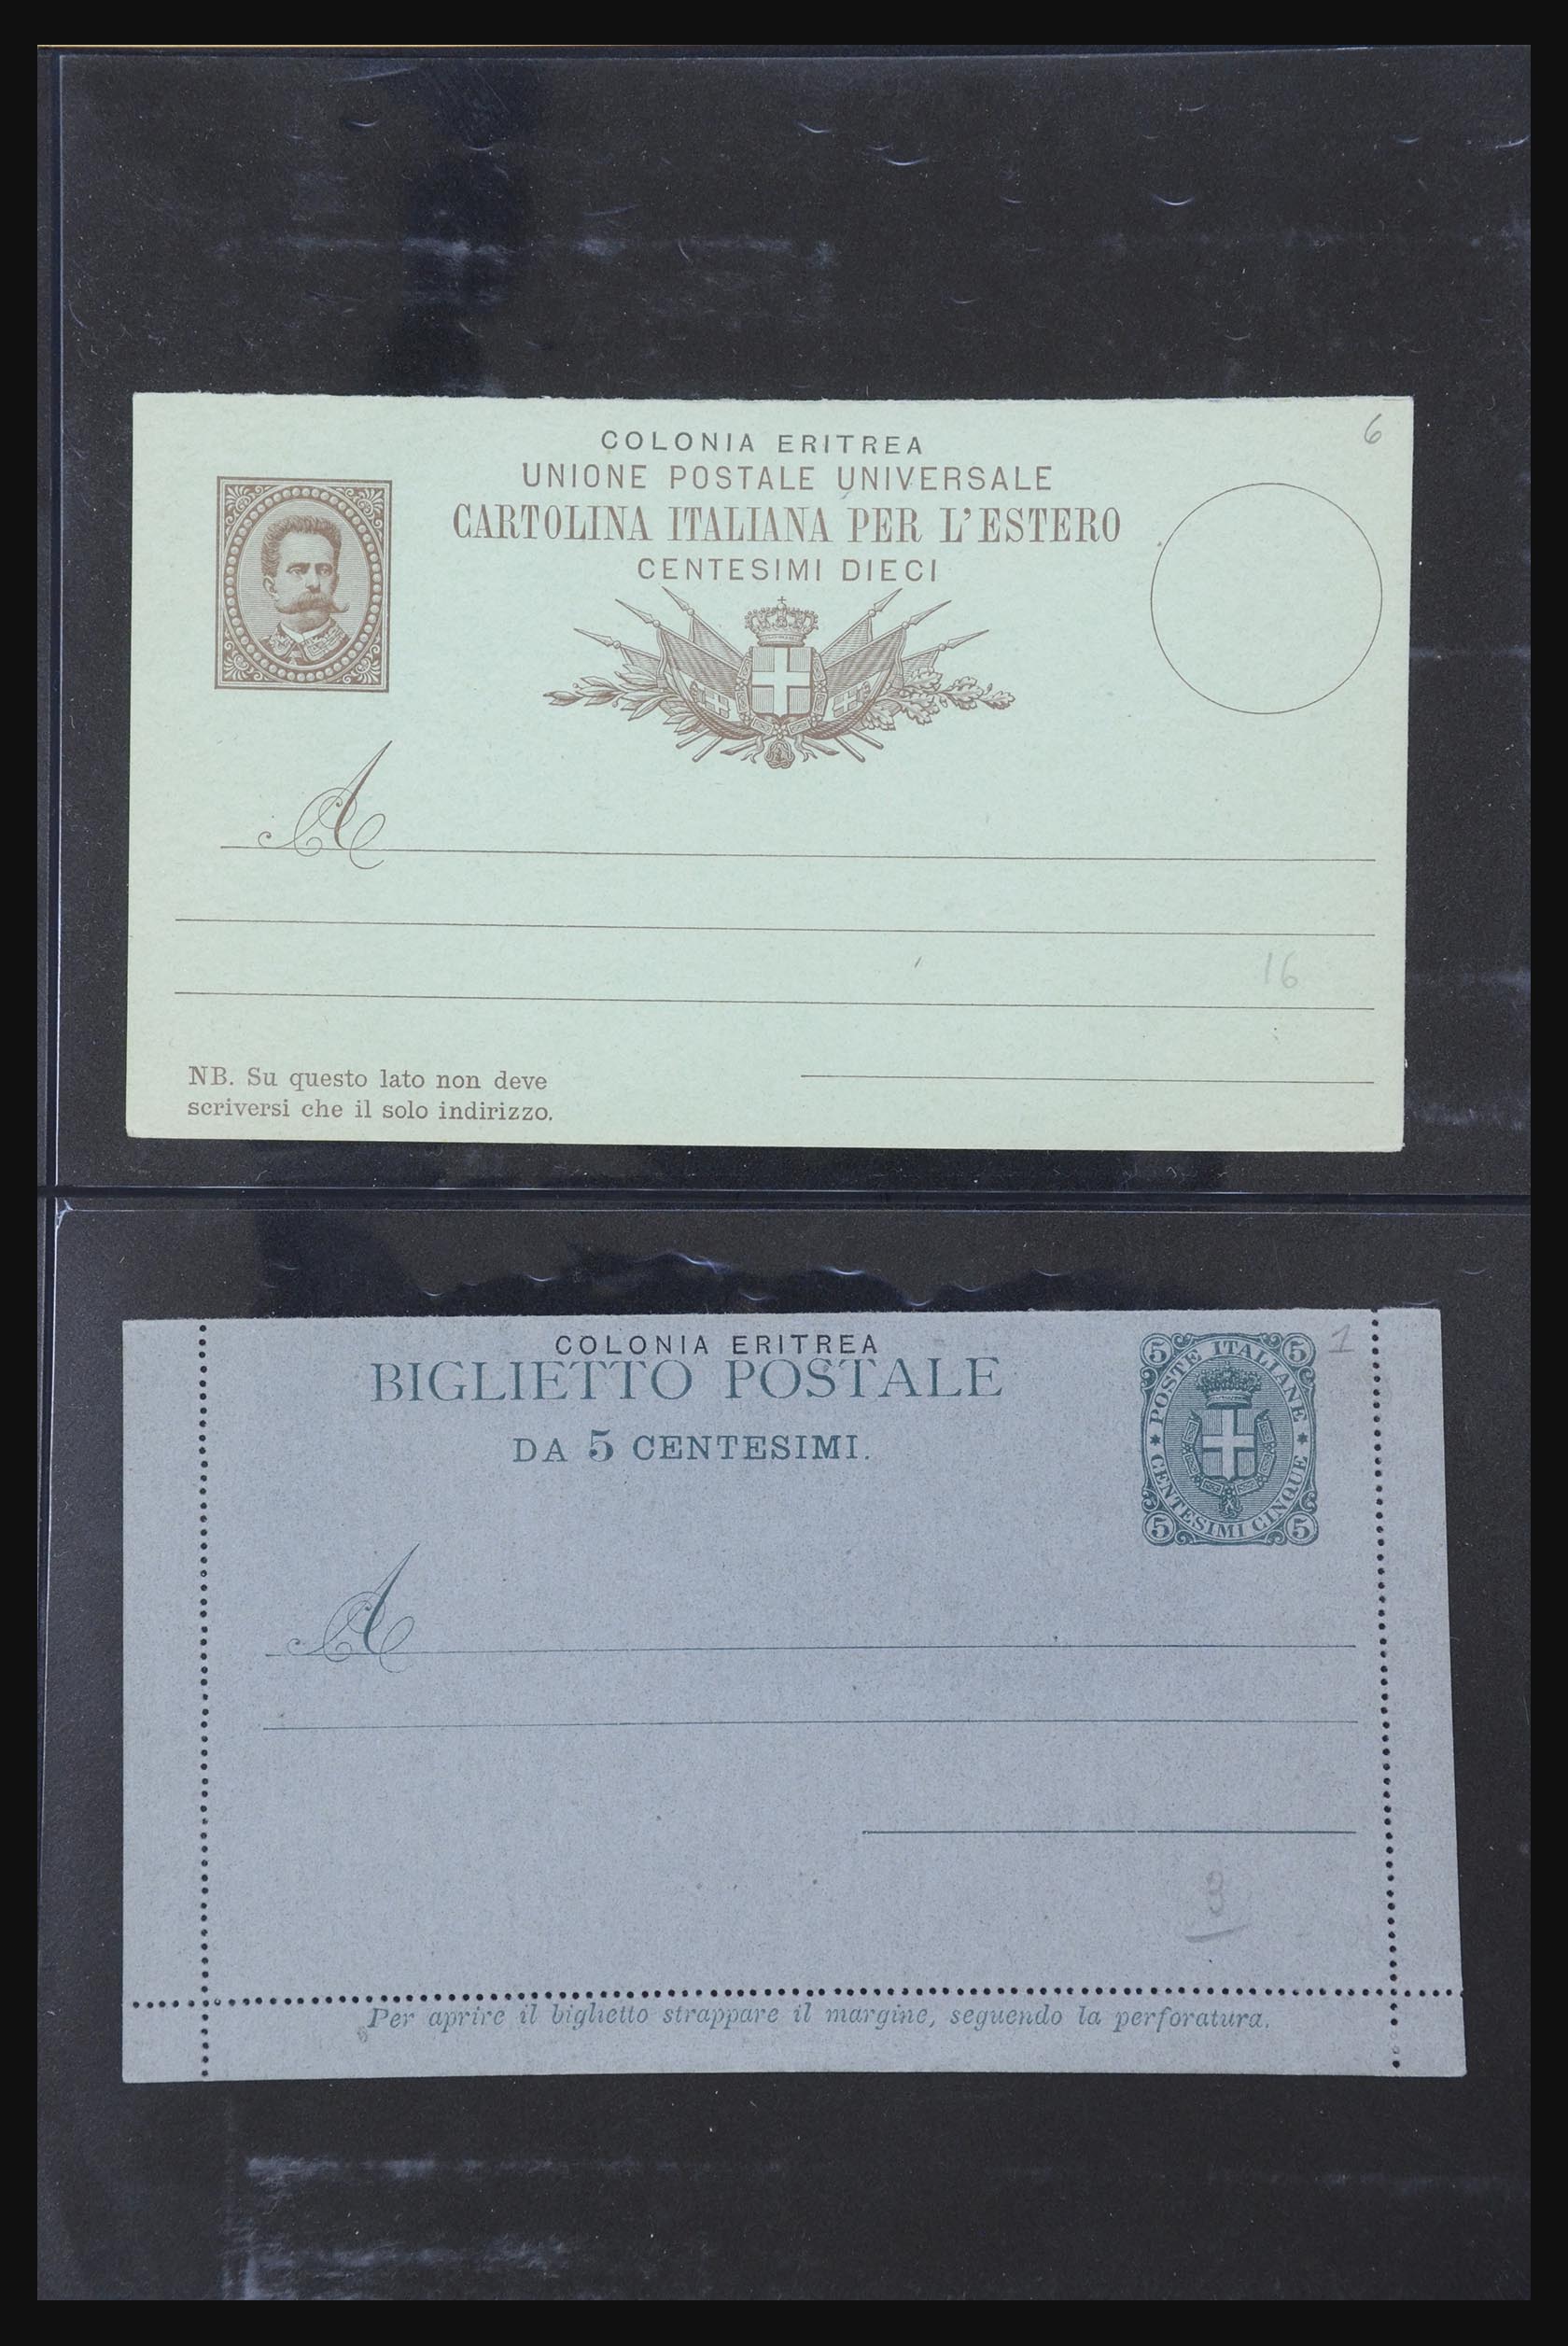 6
COLONIA ERITREA
UNIONE POSTALE UNIVERSALE
CARTOLINA ITALIANA PER L'ESTERO
CENTESIMI DIECI
A
16
NB. Su questo lato non deve
scriversi che il solo indirizzo.
COLONIA ERITREA
BIGLIETTO POSTALE
DA 5 CENTESIMI.
1
5 5
POSTE ITALIANE
CENTESIMI CINQUE
5 5
A
3
Per aprire il biglietto strappare il margine, seguendo la perforatura.